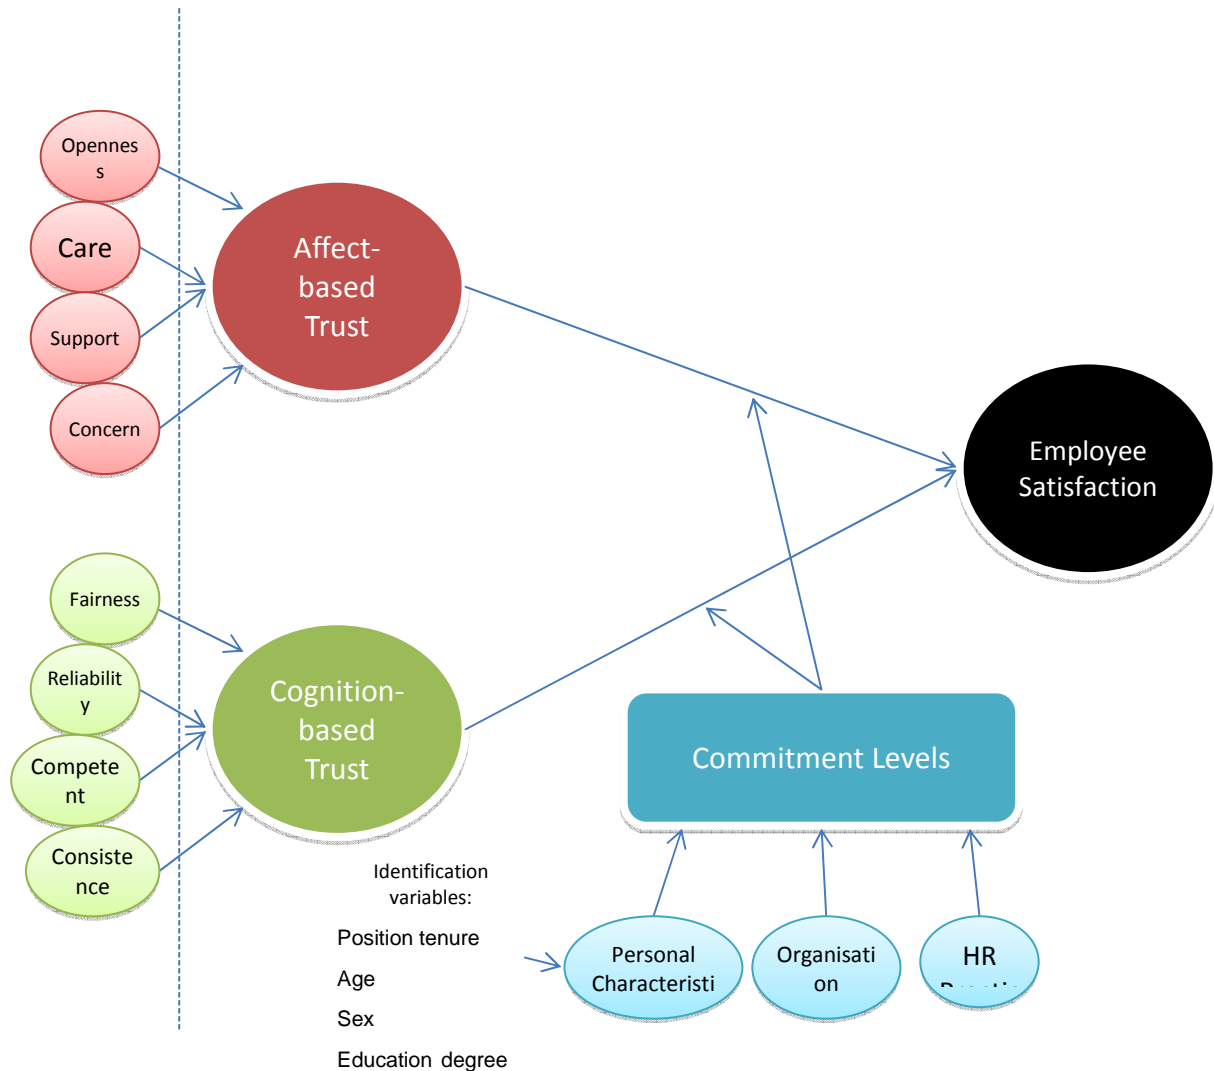 Opennes
s
Care
Support
Concern
Affect-
based
Trust
Employee
Satisfaction
Fairness
Reliabilit
y
Compete
nt
Consiste
nce
Cognition-
based
Trust
Commitment Levels
Identification
variables:
Position tenure
Age
Sex
Education degree
Personal
Characteristi
Organisati
on
HR